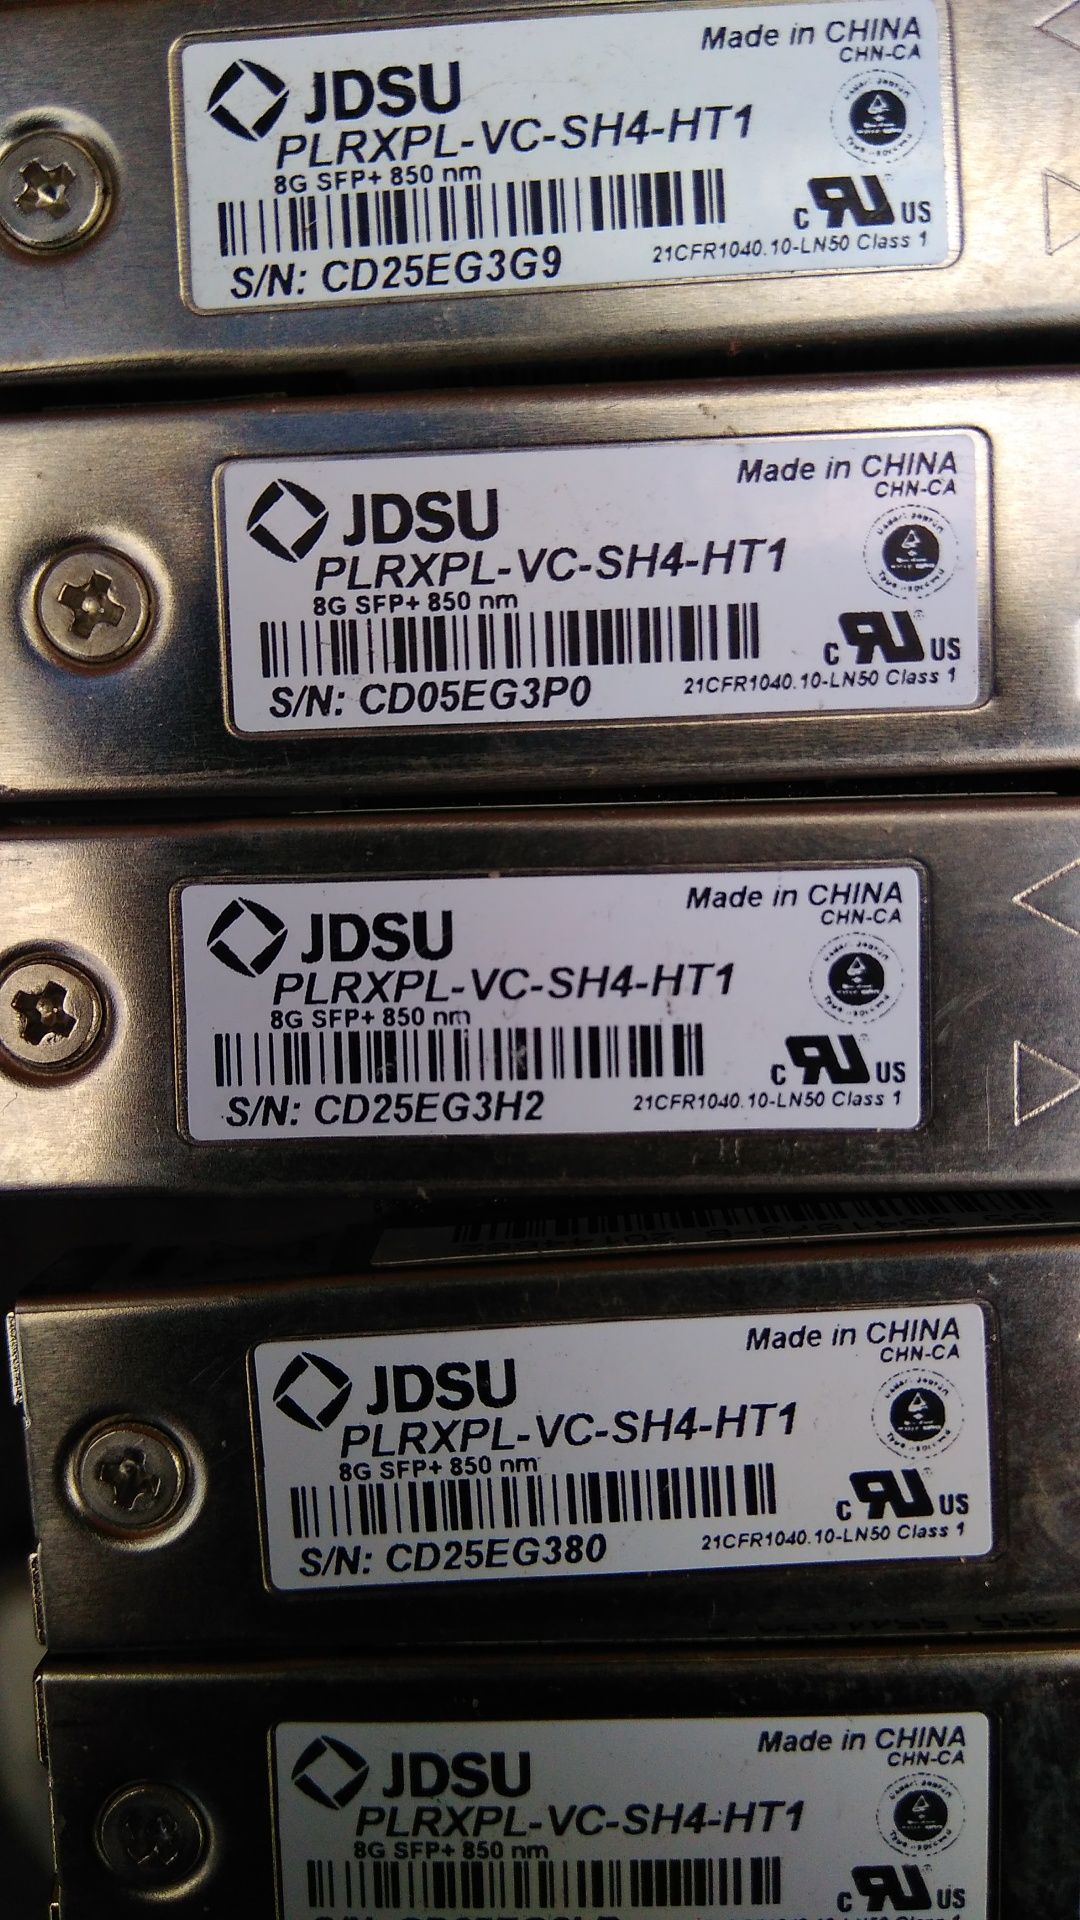 Made in CHINA
CHN-CA
JDSU
PLRXPL-VC-SH4-HT1
8G SFP+ 850 nm
C UR US
21CFR1040.10-LN50 Class 1
S/N: CD25EG3G9
Made in CHINA
CHN-CA
JDSU
PLRXPL-VC-SH4-HT1
8G SFP+ 850 nm
C UR US
21CFR1040.10-LN50 Class 1
S/N: CD05EG3P0
Made in CHINA
CHN-CA
JDSU
PLRXPL-VC-SH4-HT1
8G SFP+ 850 nm
C UR US
21CFR1040.10-LN50 Class 1
S/N: CD25EG3H2
Made in CHINA
CHN-CA
JDSU
PLRXPL-VC-SH4-HT1
8G SFP+ 850 nm
C UR US
21CFR1040.10-LN50 Class 1
S/N: CD25EG380
Made in CHINA
CHN-CA
JDSU
PLRXPL-VC-SH4-HT1
8G SFP+ 850 nm
C UR US